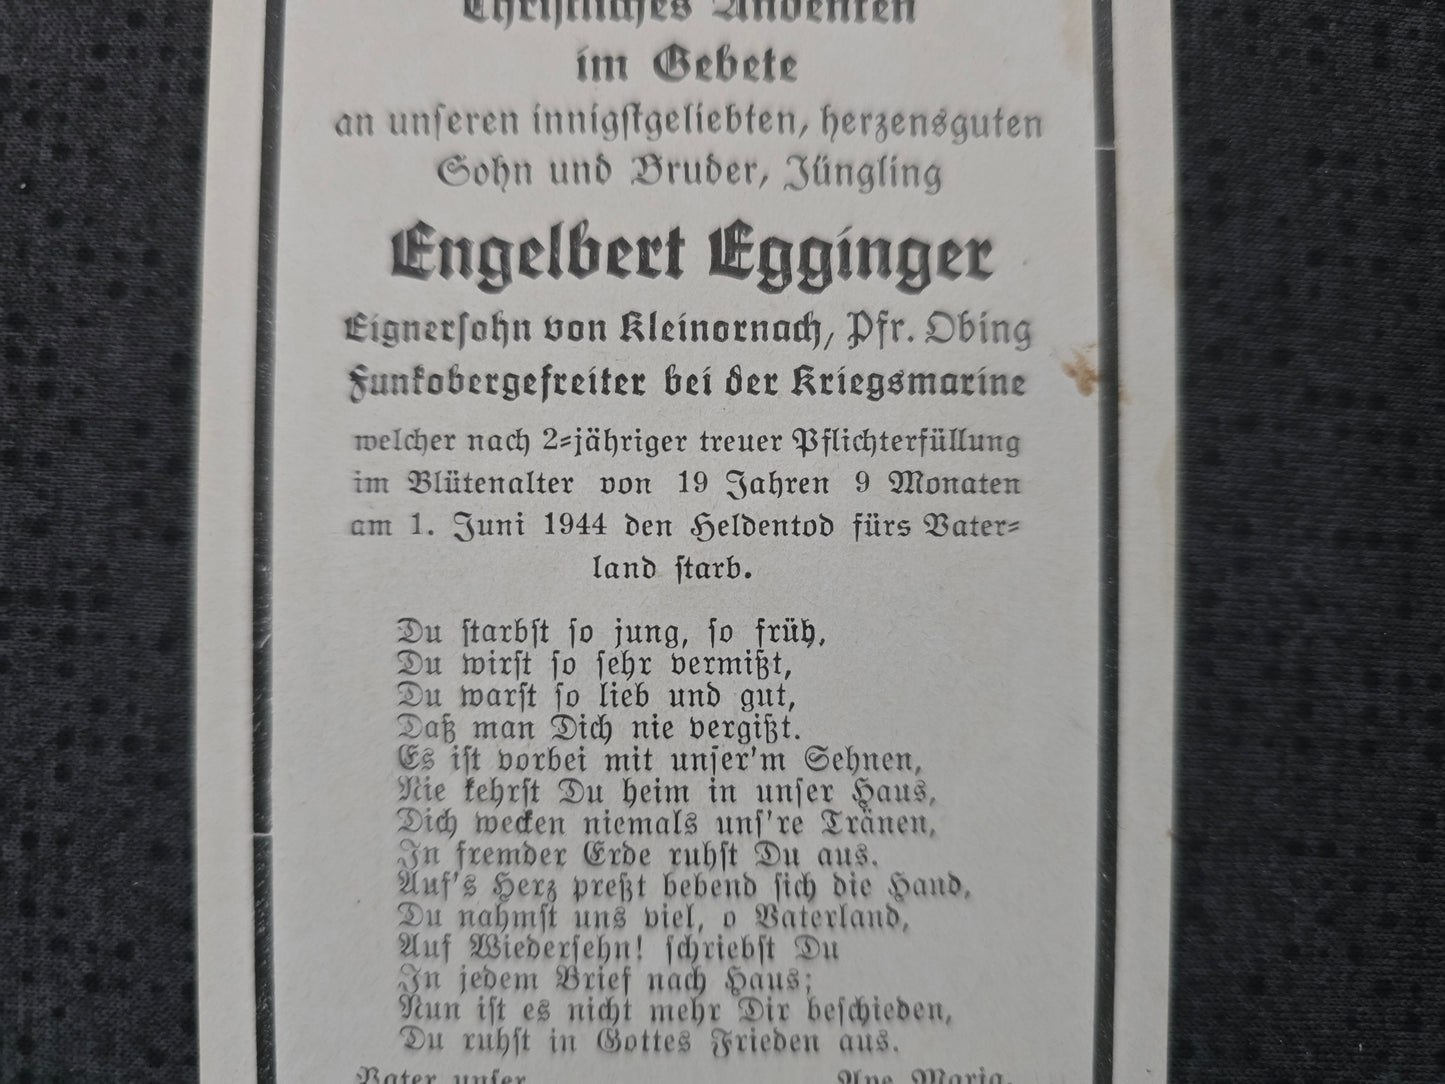 Christliches Andenken
im Gebete
an unseren innigstgeliebten, herzensguten
Sohn und Bruder, Jüngling
Engelbert Egginger
Eignersohn von Kleinornach, Pfr. Obing
Funkobergefreiter bei der Kriegsmarine
welcher nach 2=jähriger treuer Pflichterfüllung
im Blütenalter von 19 Jahren 9 Monaten
am 1. Juni 1944 den Heldentod fürs Vater=
land starb.
Du starbst so jung, so früh,
Du wirst so sehr vermißt,
Du warst so lieb und gut,
Daß man Dich nie vergißt.
Es ist vorbei mit unser'm Sehnen,
Nie kehrst Du heim in unser Haus,
Dich wecken niemals uns're Tränen,
In fremder Erde ruhst Du aus.
Auf's Herz preßt bebend sich die Hand,
Du nahmst uns viel, o Vaterland,
Auf Wiedersehn! schriebst Du
In jedem Brief nach Haus;
Nun ist es nicht mehr Dir beschieden,
Du ruhst in Gottes Frieden aus.
Vater unser Ave Maria.